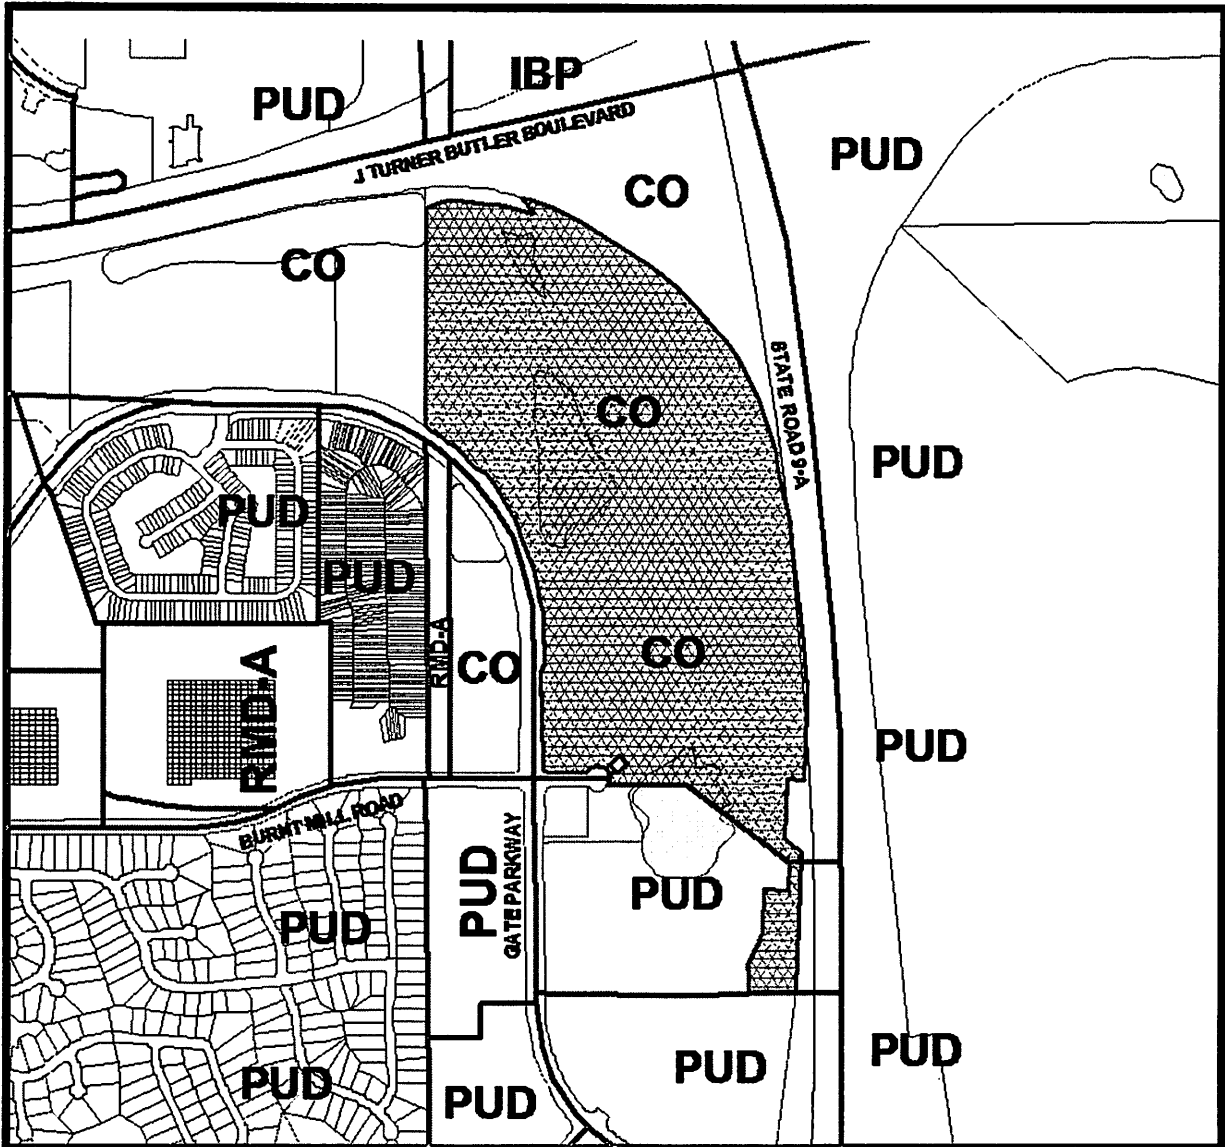 IBP
PUD
J TURNER BUTLER BOULEVARD
PUD
CO
CO
STATE ROAD 9-A
CO
PUD
PUD
PUD
RMD-A
CO
CO
RMD-A
PUD
BURNT MILL ROAD
PUD
GATE PARKWAY
PUD
PUD
PUD
PUD
PUD
PUD